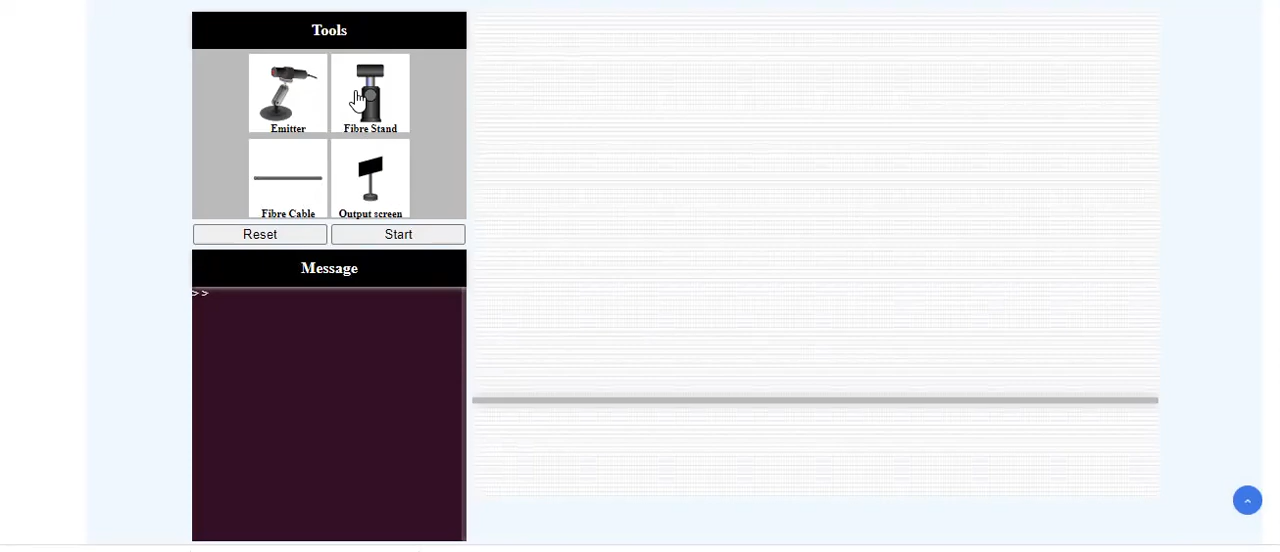 Tools
Emitter
Fibre Stand
Fibre Cable
Output screen
Reset
Start
Message
>>